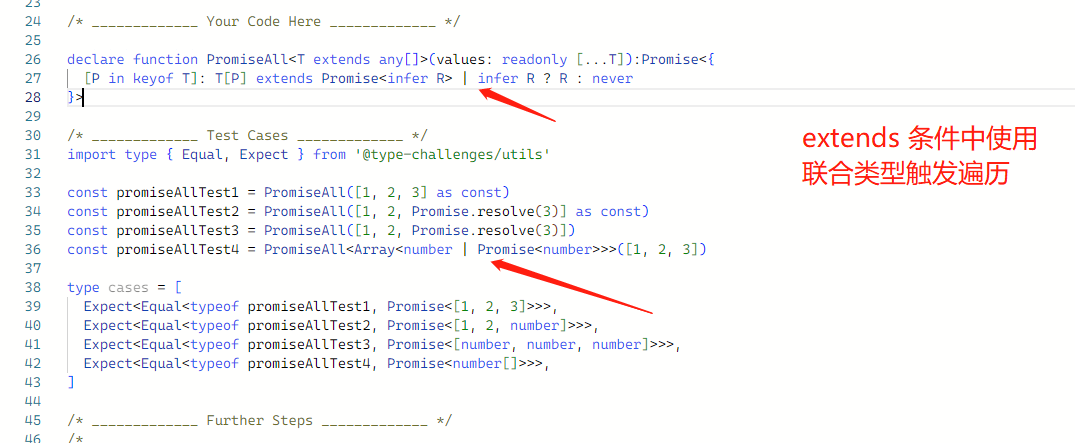 23
24 /* _____________ Your Code Here _____________ */
25
26 declare function PromiseAll<T extends any[]>(values: readonly [...T]):Promise<{
27   [P in keyof T]: T[P] extends Promise<infer R> | infer R ? R : never
28 }>
29
30 /* _____________ Test Cases _____________ */
31 import type { Equal, Expect } from '@type-challenges/utils'
32
33 const promiseAllTest1 = PromiseAll([1, 2, 3] as const)
34 const promiseAllTest2 = PromiseAll([1, 2, Promise.resolve(3)] as const)
35 const promiseAllTest3 = PromiseAll([1, 2, Promise.resolve(3)])
36 const promiseAllTest4 = PromiseAll<Array<number | Promise<number>>>([1, 2, 3])
37
38 type cases = [
39   Expect<Equal<typeof promiseAllTest1, Promise<[1, 2, 3]>>>,
40   Expect<Equal<typeof promiseAllTest2, Promise<[1, 2, number]>>>,
41   Expect<Equal<typeof promiseAllTest3, Promise<[number, number, number]>>>,
42   Expect<Equal<typeof promiseAllTest4, Promise<number[]>>>,
43 ]
44
45 /* _____________ Further Steps _____________ */
46 /*
extends 条件中使用
联合类型触发遍历